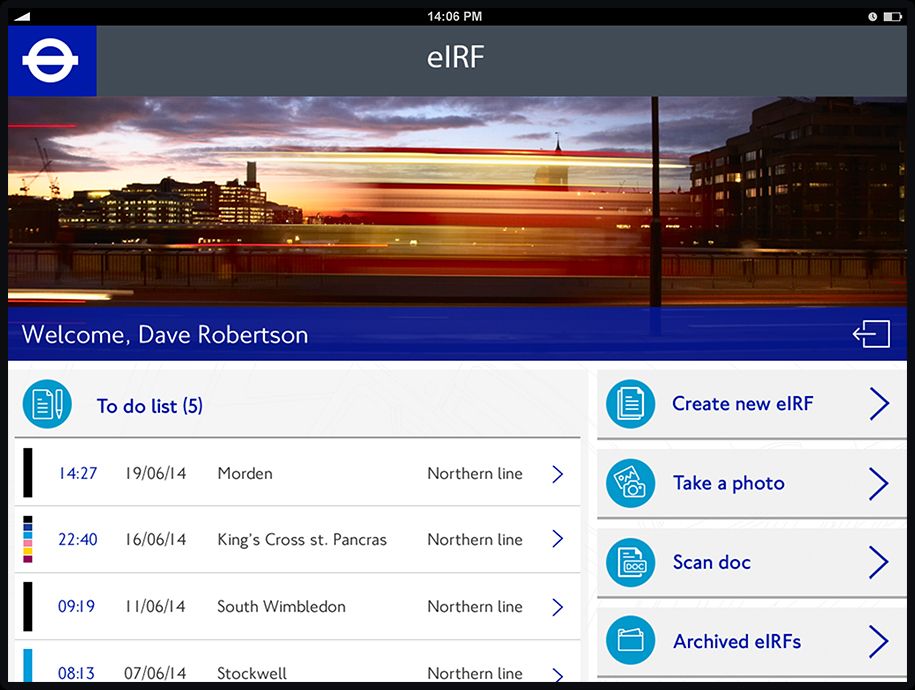 14:06 PM
eIRF
Welcome, Dave Robertson
To do list (5)
14:27 19/06/14 Morden Northern line
22:40 16/06/14 King's Cross st. Pancras Northern line
09:19 11/06/14 South Wimbledon Northern line
08:13 07/06/14 Stockwell Northern line
Create new eIRF
Take a photo
DOC
Scan doc
Archived eIRFs